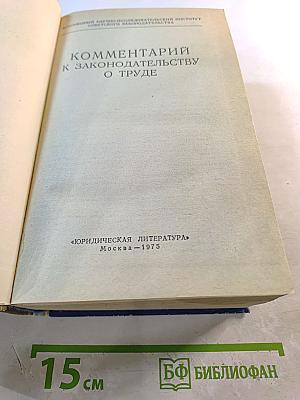 ВСЕСОЮЗНЫЙ НАУЧНО-ИССЛЕДОВАТЕЛЬСКИЙ ИНСТИТУТ
СОВЕТСКОГО ЗАКОНОДАТЕЛЬСТВА
КОММЕНТАРИЙ
К ЗАКОНОДАТЕЛЬСТВУ
О ТРУДЕ
«ЮРИДИЧЕСКАЯ ЛИТЕРАТУРА»
Москва—1975
15 см
БФ БИБЛИОФАН